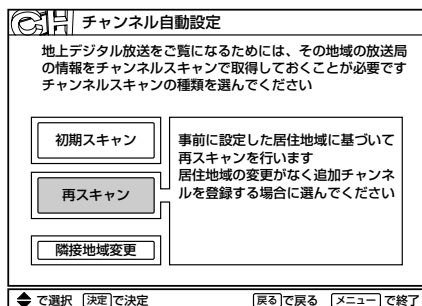 CH チャンネル自動設定
地上デジタル放送をご覧になるためには、その地域の放送局
の情報をチャンネルスキャンで取得しておくことが必要です
チャンネルスキャンの種類を選んでください
初期スキャン
再スキャン
隣接地域変更
事前に設定した居住地域に基づいて
再スキャンを行います
居住地域の変更がなく追加チャンネ
ルを登録する場合に選んでください
で選択 決定で決定 戻るで戻る メニューで終了